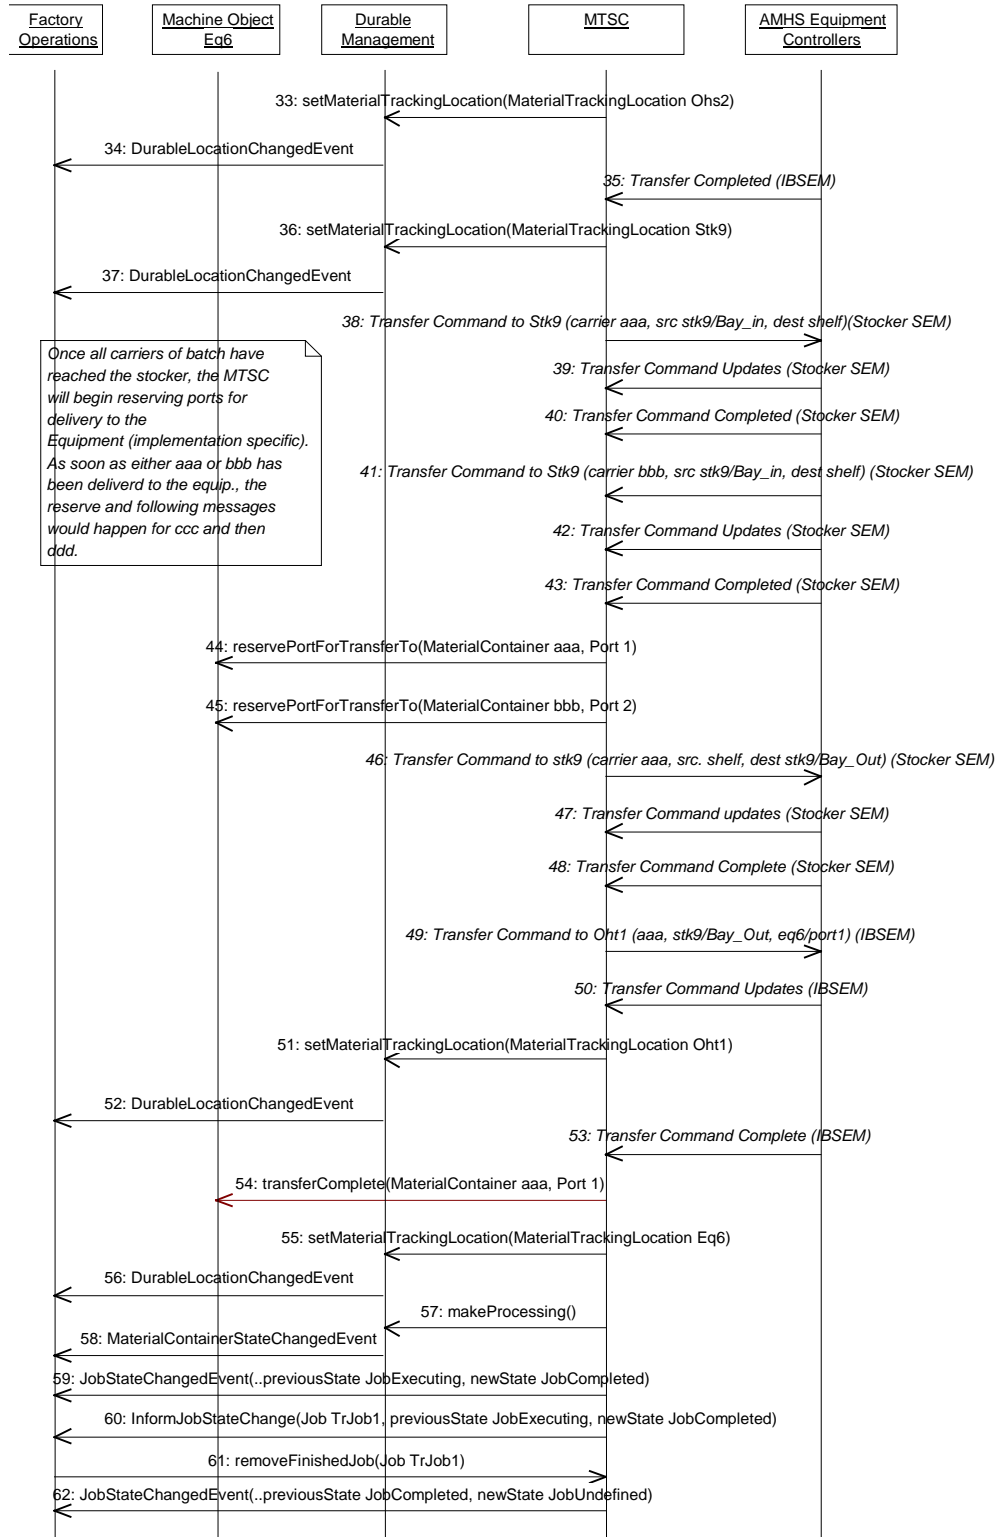 Factory
Operations
Machine Object
Eq6
Durable
Management
MTSC
AMHS Equipment
Controllers
33: setMaterialTrackingLocation(MaterialTrackingLocation Ohs2)
34: DurableLocationChangedEvent
35: Transfer Completed (IBSEM)
36: setMaterialTrackingLocation(MaterialTrackingLocation Stk9)
37: DurableLocationChangedEvent
38: Transfer Command to Stk9 (carrier aaa, src stk9/Bay_in, dest shelf)(Stocker SEM)
Once all carriers of batch have
reached the stocker, the MTSC
will begin reserving ports for
delivery to the
Equipment (implementation specific).
As soon as either aaa or bbb has
been deliverd to the equip., the
reserve and following messages
would happen for ccc and then
ddd.
39: Transfer Command Updates (Stocker SEM)
40: Transfer Command Completed (Stocker SEM)
41: Transfer Command to Stk9 (carrier bbb, src stk9/Bay_in, dest shelf) (Stocker SEM)
42: Transfer Command Updates (Stocker SEM)
43: Transfer Command Completed (Stocker SEM)
44: reservePortForTransferTo(MaterialContainer aaa, Port 1)
45: reservePortForTransferTo(MaterialContainer bbb, Port 2)
46: Transfer Command to stk9 (carrier aaa, src. shelf, dest stk9/Bay_Out) (Stocker SEM)
47: Transfer Command updates (Stocker SEM)
48: Transfer Command Complete (Stocker SEM)
49: Transfer Command to Oht1 (aaa, stk9/Bay_Out, eq6/port1) (IBSEM)
50: Transfer Command Updates (IBSEM)
51: setMaterialTrackingLocation(MaterialTrackingLocation Oht1)
52: DurableLocationChangedEvent
53: Transfer Command Complete (IBSEM)
54: transferComplete(MaterialContainer aaa, Port 1)
55: setMaterialTrackingLocation(MaterialTrackingLocation Eq6)
56: DurableLocationChangedEvent
57: makeProcessing()
58: MaterialContainerStateChangedEvent
59: JobStateChangedEvent(..previousState JobExecuting, newState JobCompleted)
60: InformJobStateChange(Job TrJob1, previousState JobExecuting, newState JobCompleted)
61: removeFinishedJob(Job TrJob1)
62: JobStateChangedEvent(..previousState JobCompleted, newState JobUndefined)